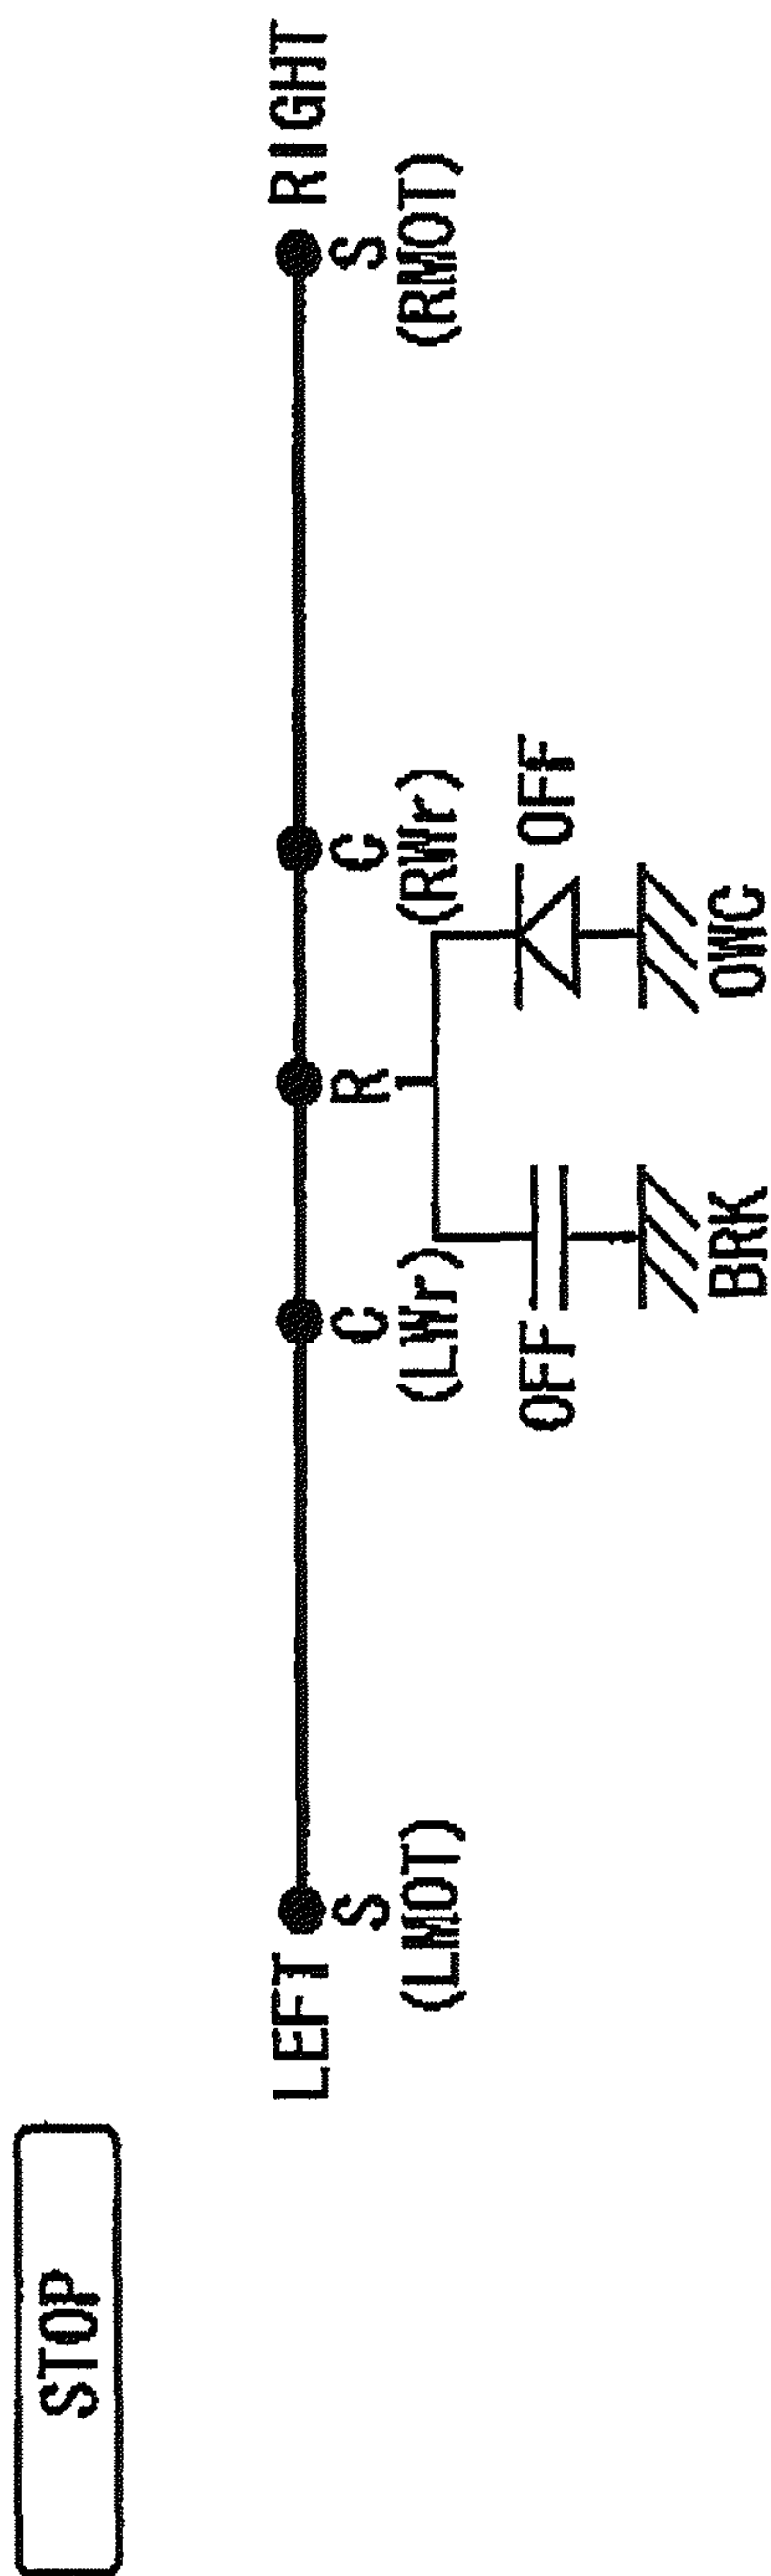 STOP
LEFT
RIGHT
S
C
R
C
S
(LMOT)
(LWr)
(RWr)
(RMOT)
OFF
OFF
BRK
OWC